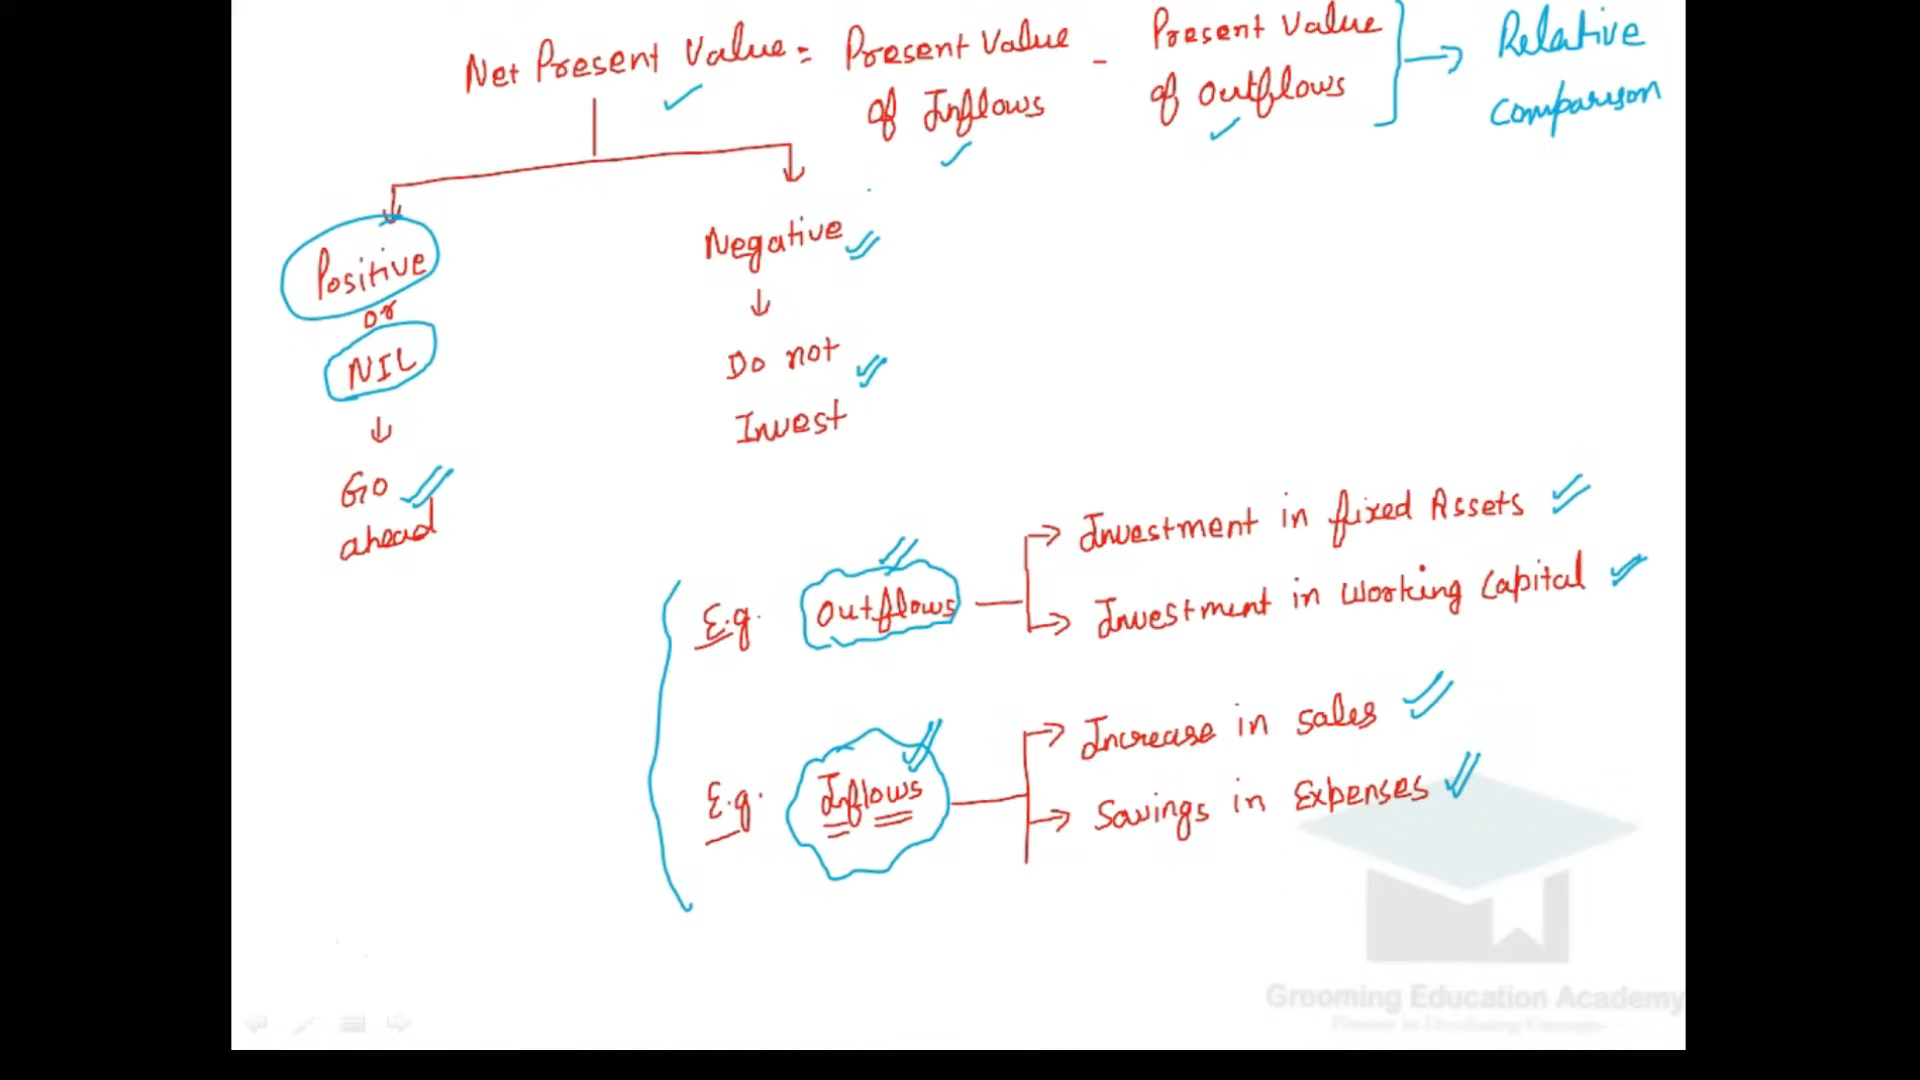 Net Present Value = Present Value of Inflows - Present Value of Outflows
Relative Comparison
Positive
or
NIL
Go
ahead
Negative
Do not
Invest
E.g. Outflows
Investment in fixed Assets
Investment in Working Capital
E.g. Inflows
Increase in Sales
Savings in Expenses
Grooming Education Academy